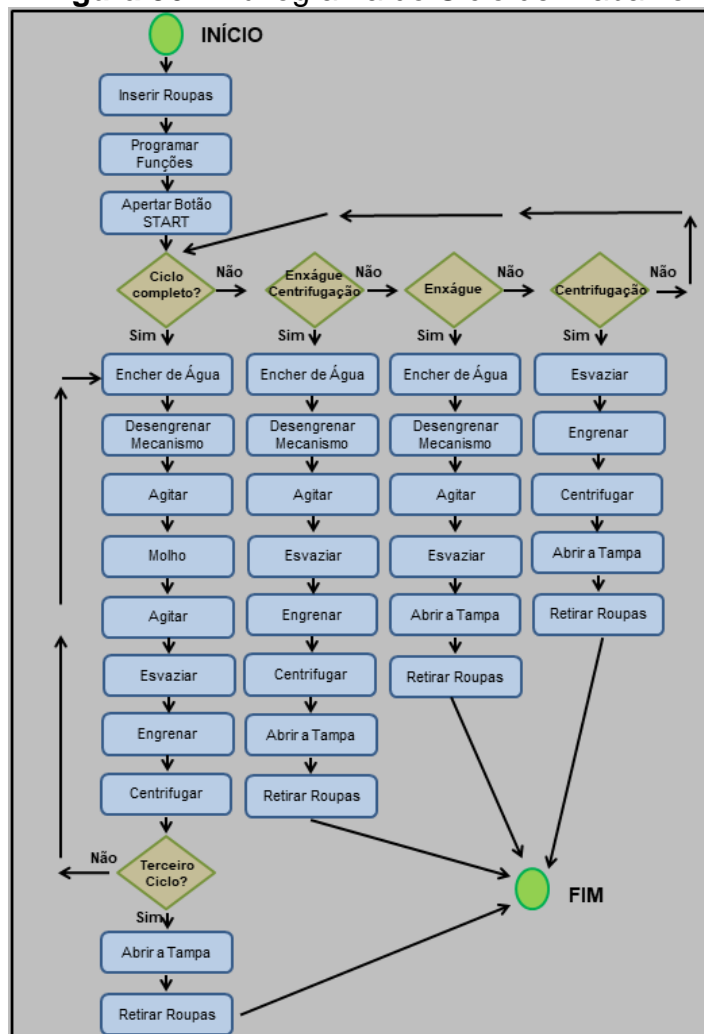 INÍCIO
Inserir Roupas
Programar
Funções
Apertar Botão
START
Ciclo
completo?
Não
Enxágue
Centrifugação
Não
Enxágue
Não
Centrifugação
Não
Sim
Sim
Sim
Sim
Encher de Água
Desengrenar
Mecanismo
Agitar
Molho
Agitar
Esvaziar
Engrenar
Centrifugar
Terceiro
Ciclo?
Não
Sim
Abrir a Tampa
Retirar Roupas
Encher de Água
Desengrenar
Mecanismo
Agitar
Esvaziar
Engrenar
Centrifugar
Abrir a Tampa
Retirar Roupas
Encher de Água
Desengrenar
Mecanismo
Agitar
Esvaziar
Abrir a Tampa
Retirar Roupas
Esvaziar
Engrenar
Centrifugar
Abrir a Tampa
Retirar Roupas
FIM